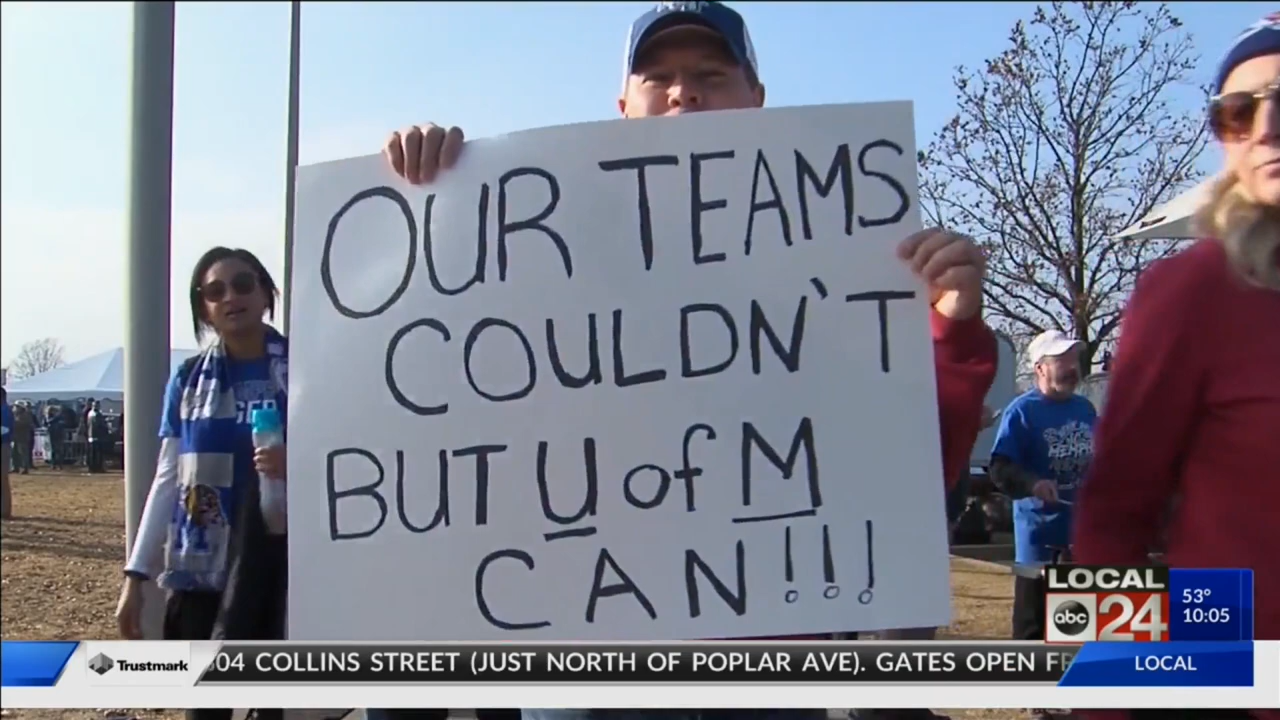 OUR TEAMS
COULDN'T
BUT U of M
CAN!!!
LOCAL
abc 24
53°
10:05
Trustmark
04 COLLINS STREET (JUST NORTH OF POPLAR AVE). GATES OPEN
LOCAL